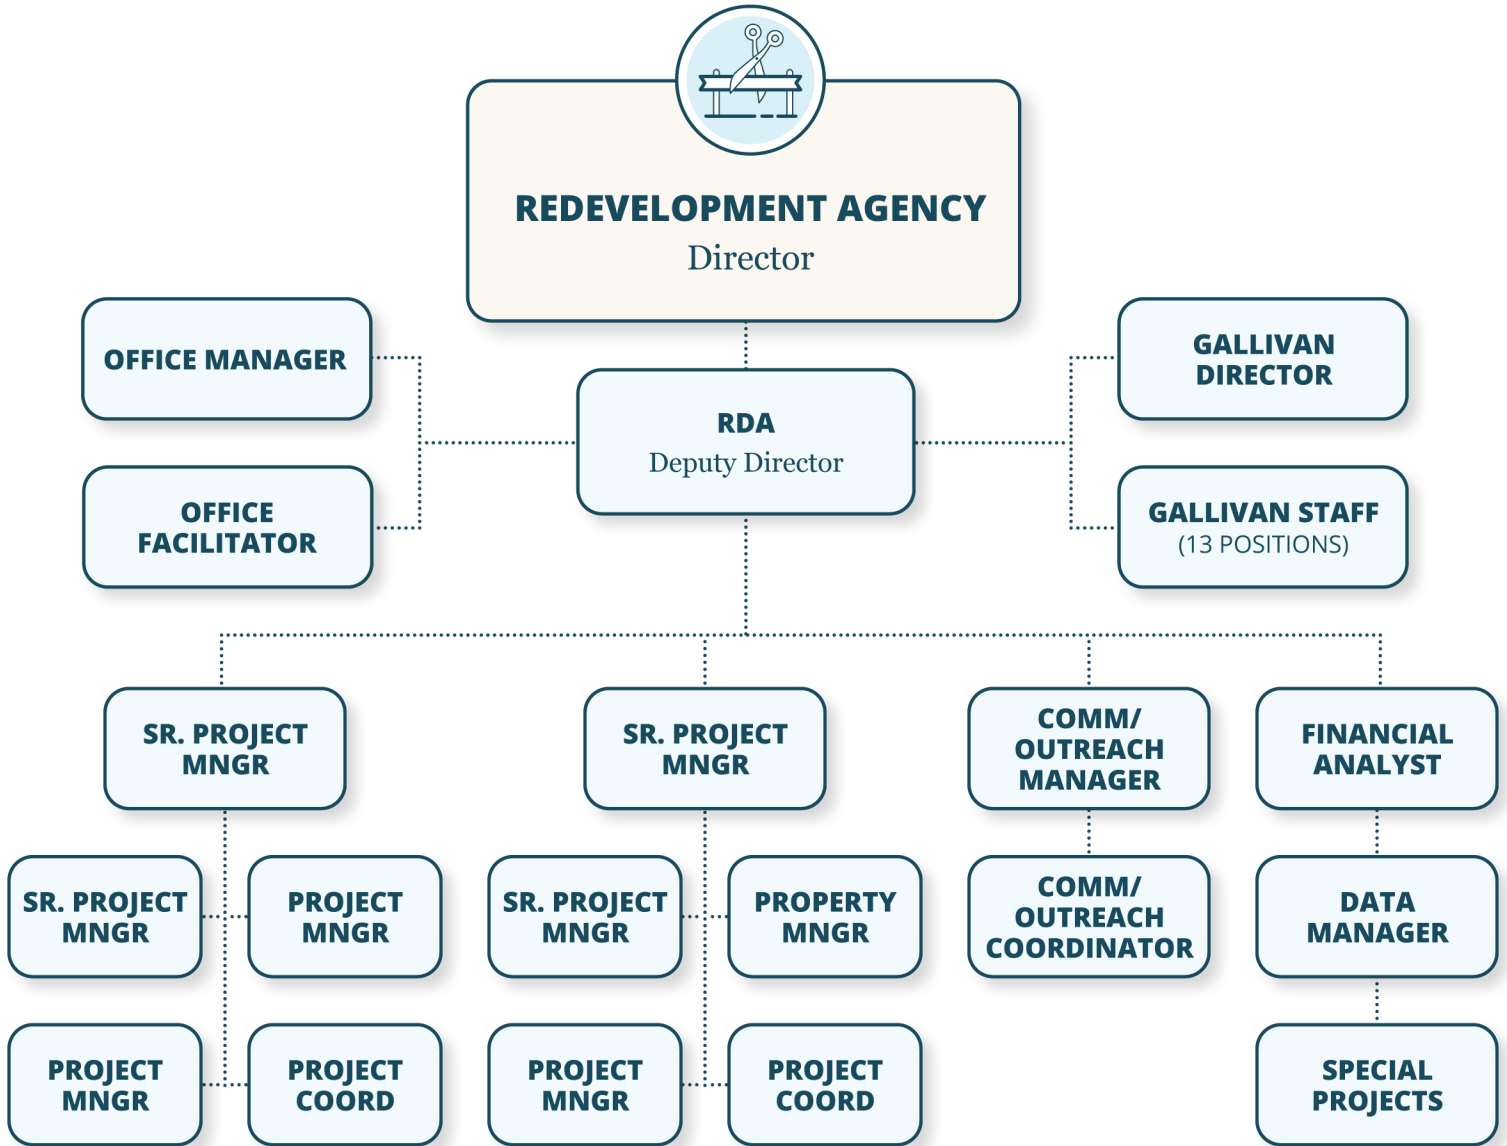 REDEVELOPMENT AGENCY
Director
OFFICE MANAGER
GALLIVAN
DIRECTOR
RDA
Deputy Director
OFFICE
FACILITATOR
GALLIVAN STAFF
(13 POSITIONS)
SR. PROJECT
MNGR
SR. PROJECT
MNGR
COMM/
OUTREACH
MANAGER
FINANCIAL
ANALYST
SR. PROJECT
MNGR
PROJECT
MNGR
SR. PROJECT
MNGR
PROPERTY
MNGR
COMM/
OUTREACH
COORDINATOR
DATA
MANAGER
PROJECT
MNGR
PROJECT
COORD
PROJECT
MNGR
PROJECT
COORD
SPECIAL
PROJECTS